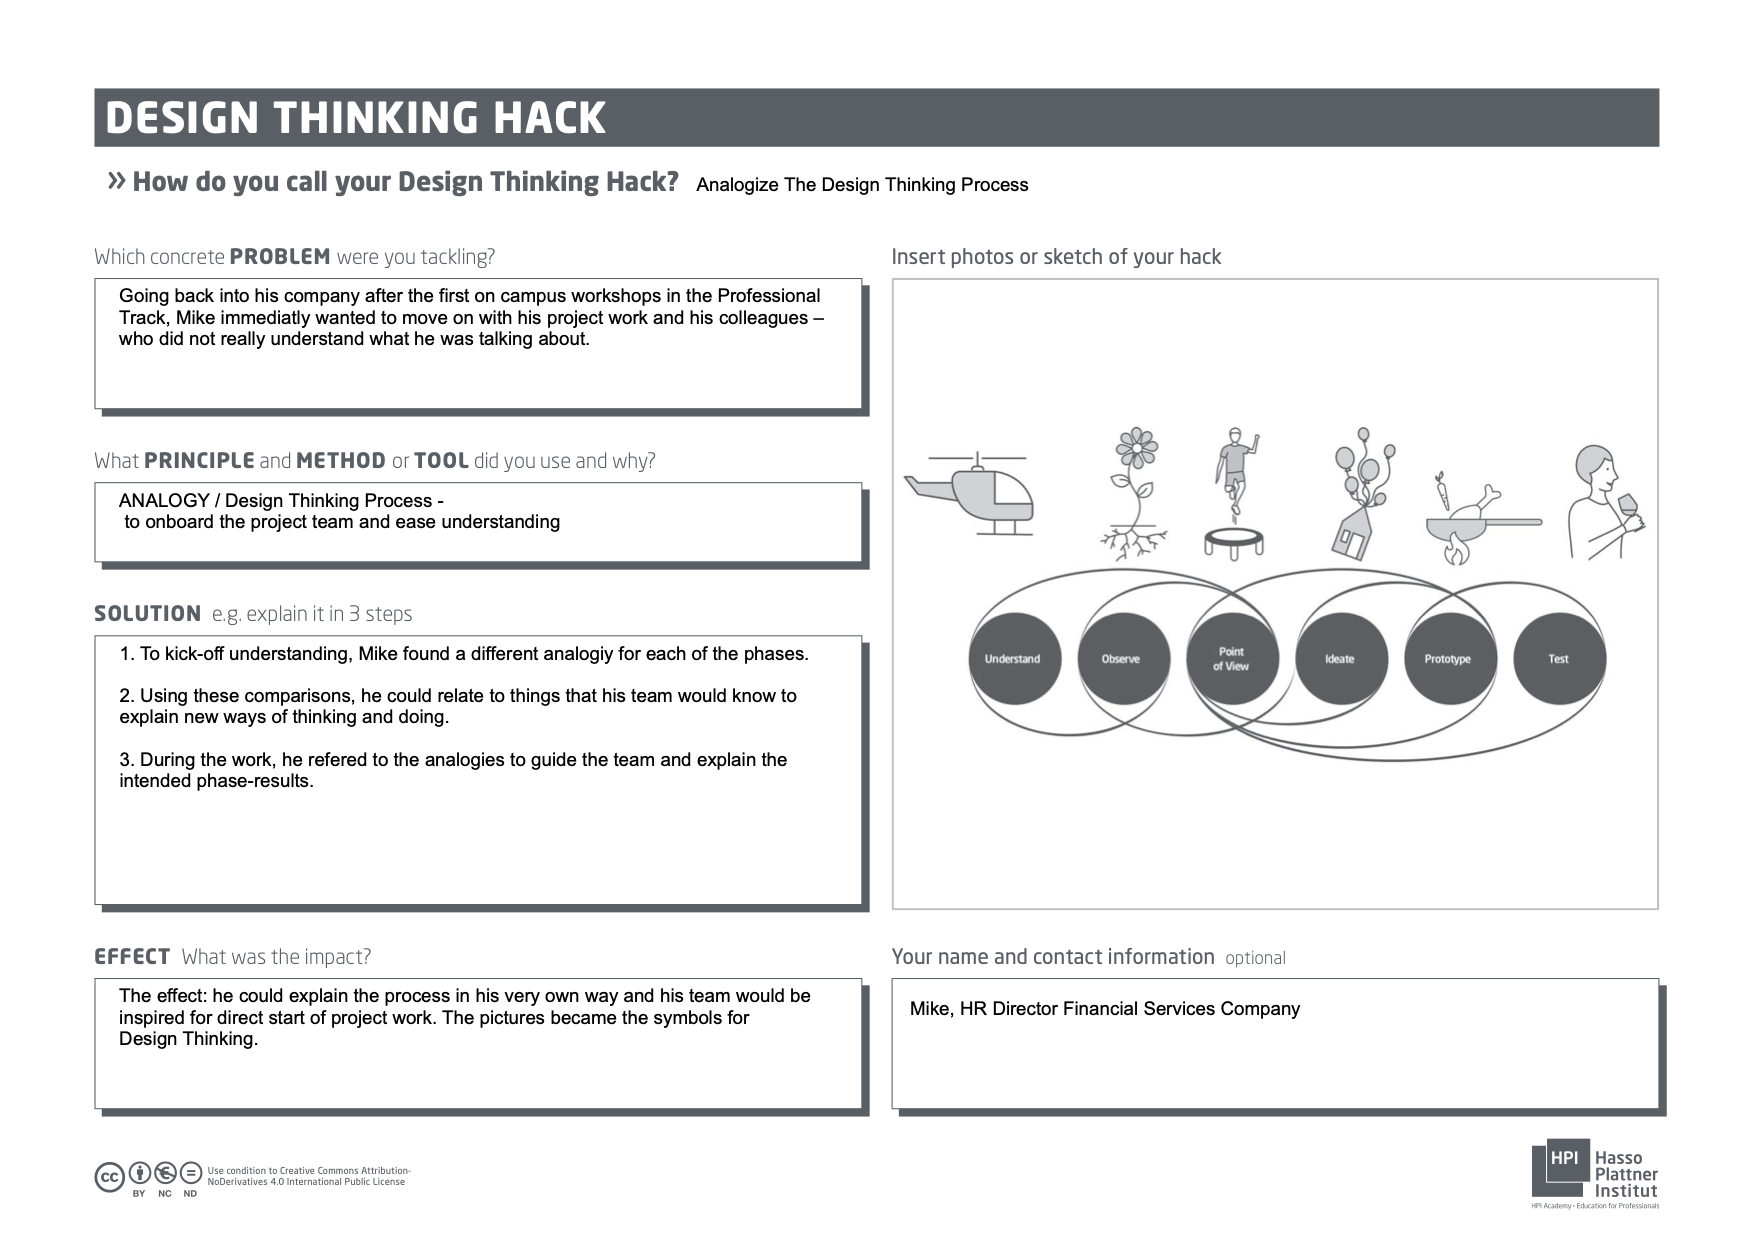 DESIGN THINKING HACK
» How do you call your Design Thinking Hack? Analogize The Design Thinking Process
Which concrete PROBLEM were you tackling?
Going back into his company after the first on campus workshops in the Professional
Track, Mike immediatly wanted to move on with his project work and his colleagues –
who did not really understand what he was talking about.
What PRINCIPLE and METHOD or TOOL did you use and why?
ANALOGY / Design Thinking Process -
to onboard the project team and ease understanding
SOLUTION e.g. explain it in 3 steps
1. To kick-off understanding, Mike found a different analogiy for each of the phases.
2. Using these comparisons, he could relate to things that his team would know to
explain new ways of thinking and doing.
3. During the work, he refered to the analogies to guide the team and explain the
intended phase-results.
EFFECT What was the impact?
The effect: he could explain the process in his very own way and his team would be
inspired for direct start of project work. The pictures became the symbols for
Design Thinking.
Insert photos or sketch of your hack
Understand
Observe
Point
of View
Ideate
Prototype
Test
Your name and contact information optional
Mike, HR Director Financial Services Company
cc
BY NC ND
Use condition to Creative Commons Attribution-
NoDerivatives 4.0 International Public License
HPI
Hasso
Plattner
Institut
HPI Academy · Education for Professionals